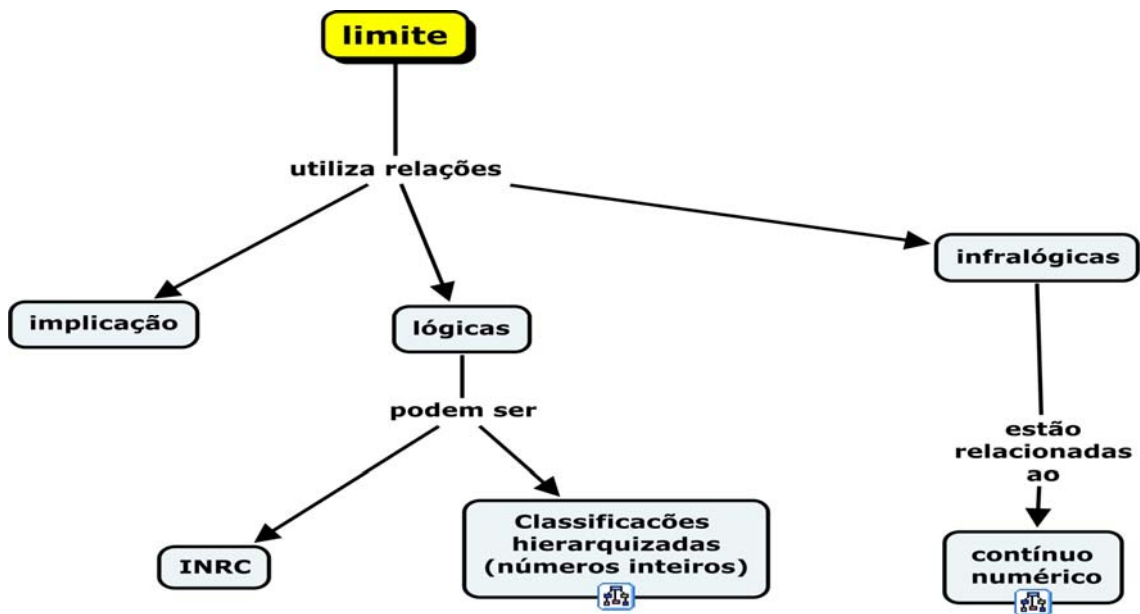 limite
utiliza relações
infralógicas
implicação
lógicas
podem ser
estão
relacionadas
ao
INRC
Classificacões
hierarquizadas
(números inteiros)
contínuo
numérico